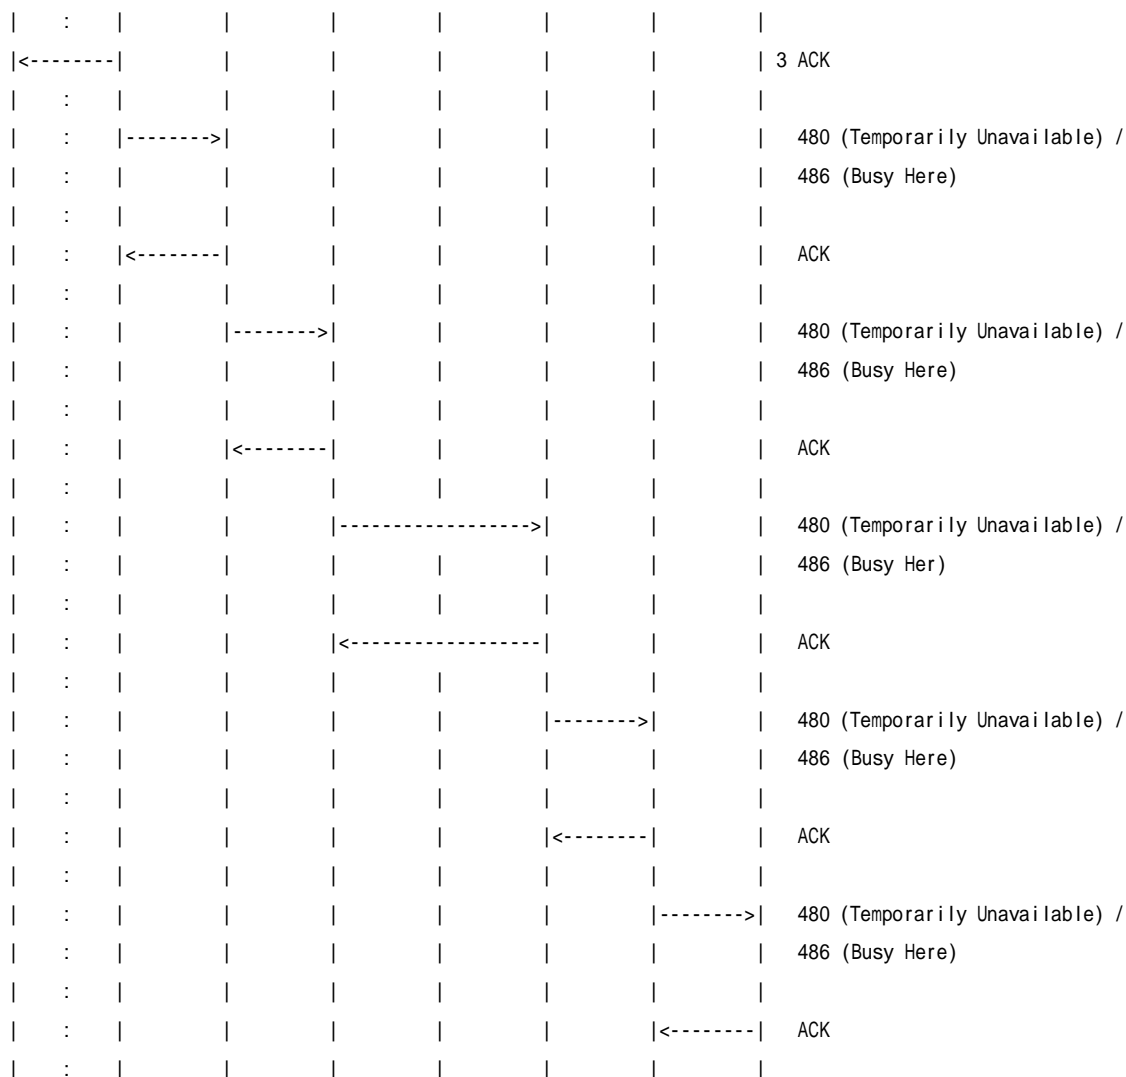 |    :    |         |         |         |         |         |         |
|<--------|         |         |         |         |         |         | 3 ACK
|    :    |         |         |         |         |         |         |
|    :    |-------->|         |         |         |         |         |   480 (Temporarily Unavailable) /
|    :    |         |         |         |         |         |         |   486 (Busy Here)
|    :    |         |         |         |         |         |         |
|    :    |<--------|         |         |         |         |         |   ACK
|    :    |         |         |         |         |         |         |
|    :    |         |-------->|         |         |         |         |   480 (Temporarily Unavailable) /
|    :    |         |         |         |         |         |         |   486 (Busy Here)
|    :    |         |         |         |         |         |         |
|    :    |         |<--------|         |         |         |         |   ACK
|    :    |         |         |         |         |         |         |
|    :    |         |         |------------------>|         |         |   480 (Temporarily Unavailable) /
|    :    |         |         |         |         |         |         |   486 (Busy Her)
|    :    |         |         |         |         |         |         |
|    :    |         |         |<------------------|         |         |   ACK
|    :    |         |         |         |         |         |         |
|    :    |         |         |         |         |-------->|         |   480 (Temporarily Unavailable) /
|    :    |         |         |         |         |         |         |   486 (Busy Here)
|    :    |         |         |         |         |         |         |
|    :    |         |         |         |         |<--------|         |   ACK
|    :    |         |         |         |         |         |         |
|    :    |         |         |         |         |         |-------->|   480 (Temporarily Unavailable) /
|    :    |         |         |         |         |         |         |   486 (Busy Here)
|    :    |         |         |         |         |         |         |
|    :    |         |         |         |         |         |<--------|   ACK
|    :    |         |         |         |         |         |         |